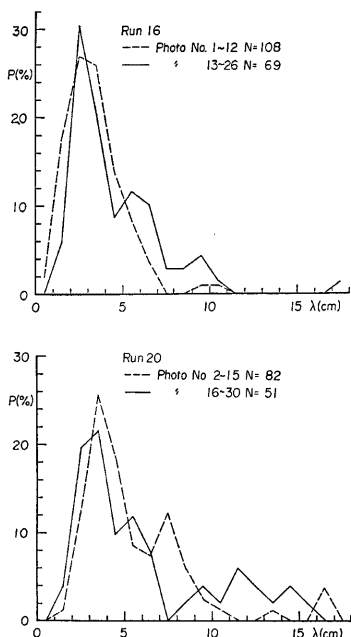 Run 16
Photo No. 1~12 N=108
〃 13~26 N=69
P(%)
30
20
10
0
0 5 10 15 λ(cm)
Run 20
Photo No 2-15 N=82
〃 16-30 N=51
P(%)
30
20
10
0
0 5 10 15 λ(cm)